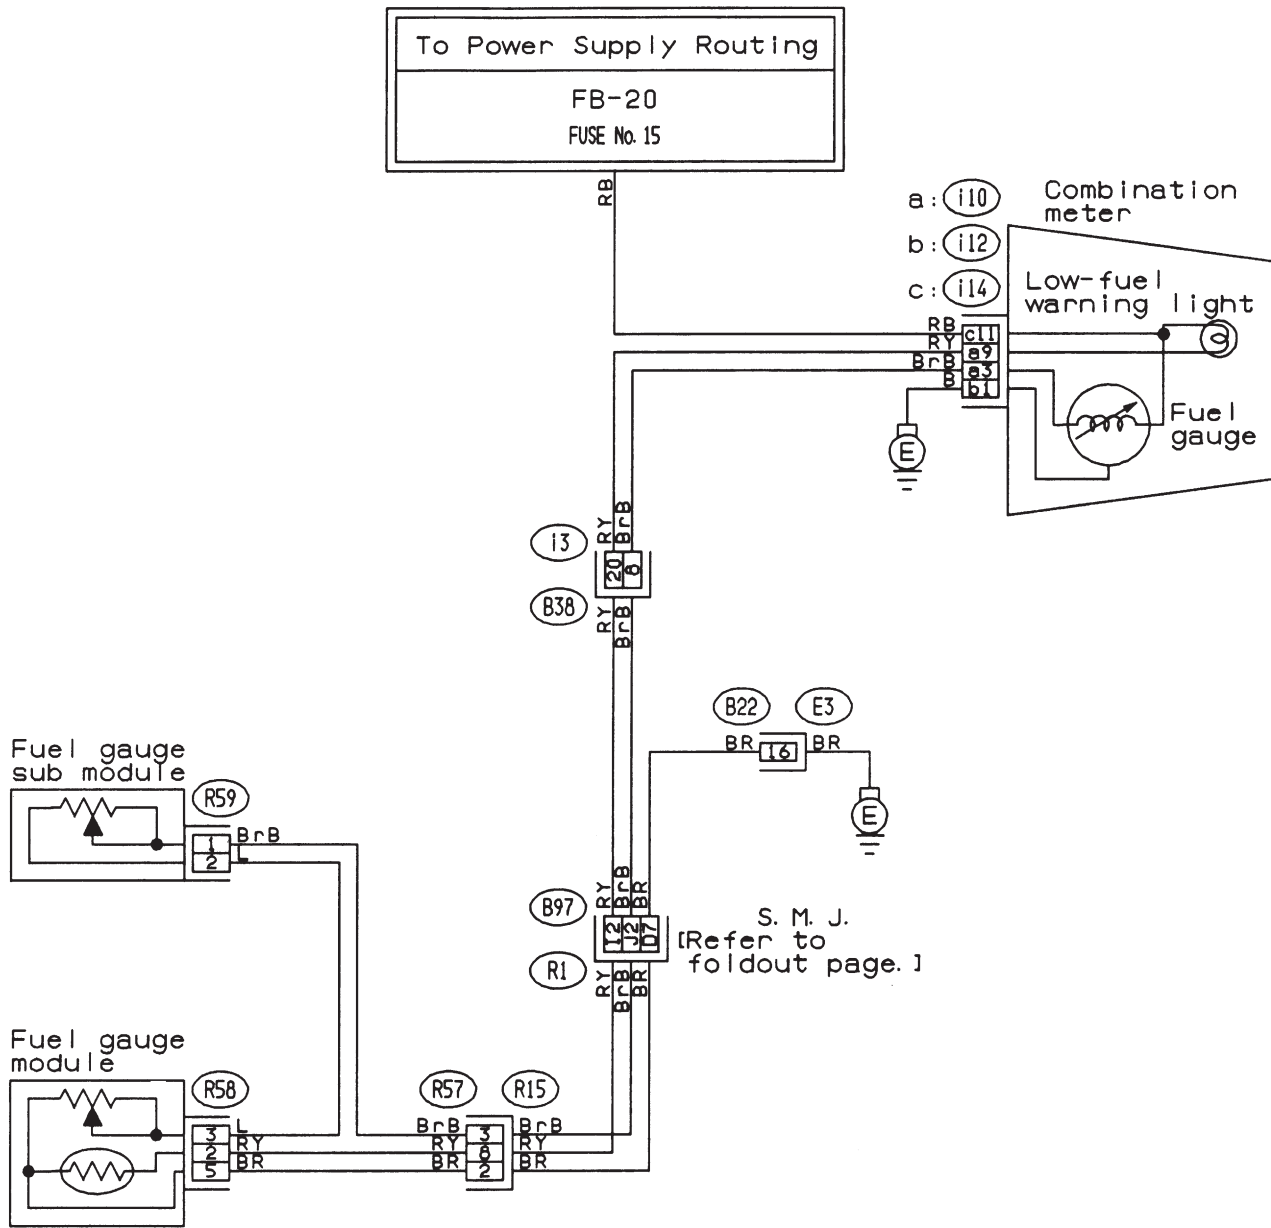 To Power Supply Routing
FB-20
FUSE No. 15
RB
a: i10
b: i12
c: i14
Combination
meter
Low-fuel
warning light
RB
c11
RY
a9
BrB
a3
B
b1
Fuel
gauge
E
RY
BrB
i3
20
8
B38
RY
BrB
B22
E3
BR
16
BR
E
Fuel gauge
sub module
R59
1
BrB
2
L
RY
BrB
BR
B97
I2
J2
D7
S. M. J.
[Refer to
foldout page. ]
R1
RY
BrB
BR
Fuel gauge
module
R58
R57
R15
3
L
BrB
3
BrB
2
RY
RY
8
RY
5
BR
BR
2
BR